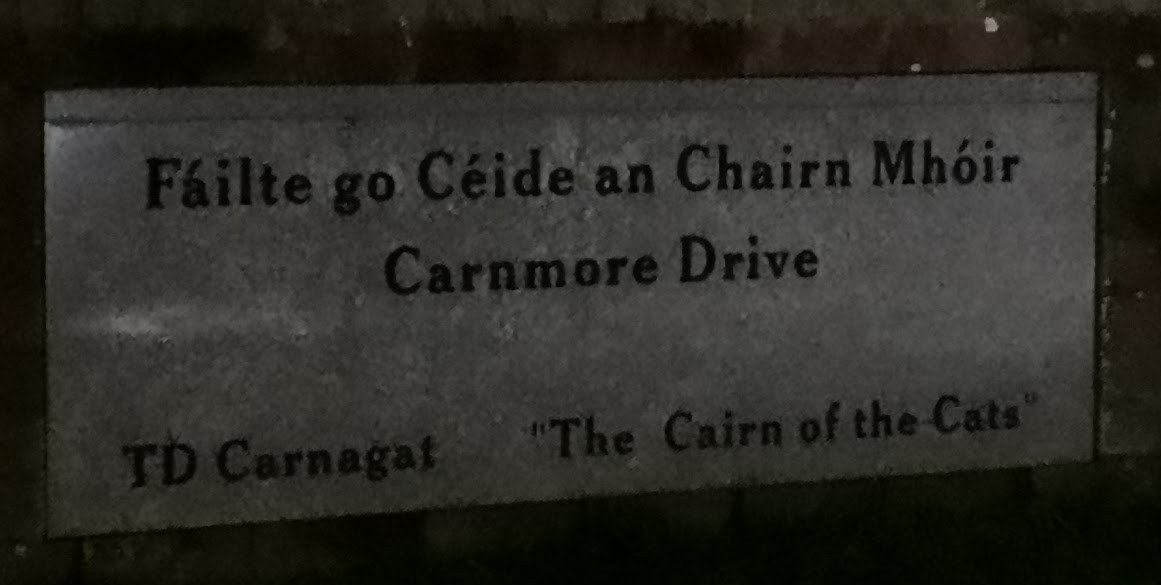 Fáilte go Céide an Chairn Mhóir
Carnmore Drive
TD Carnagat "The Cairn of the Cats"